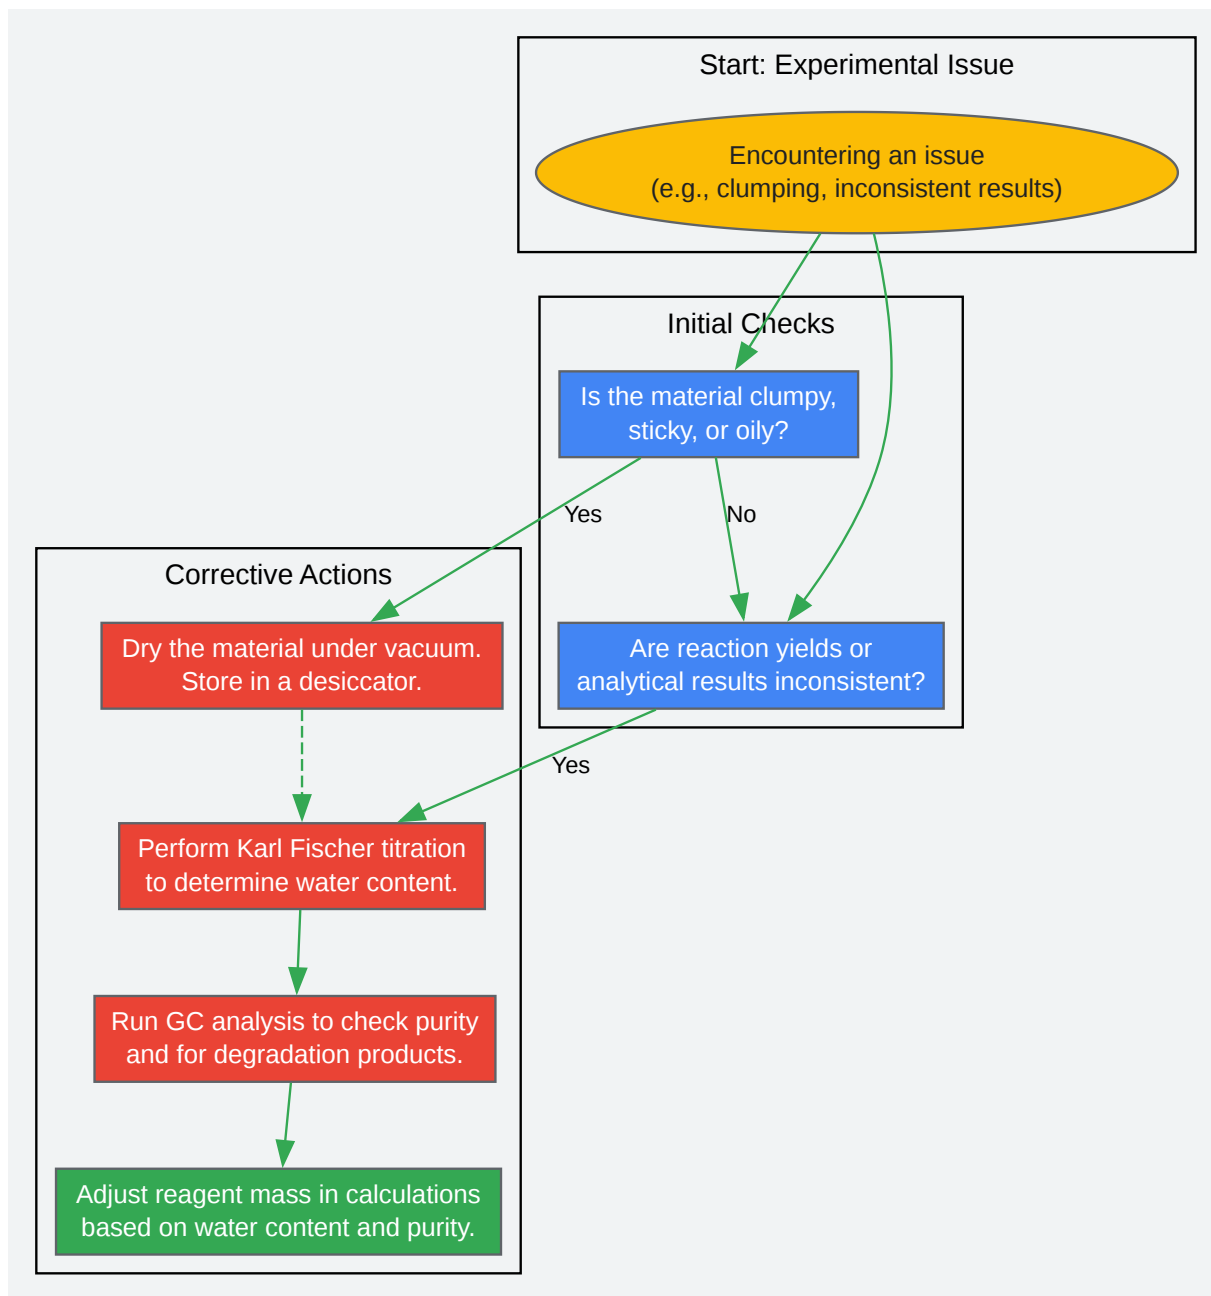 Start: Experimental Issue
Encountering an issue
(e.g., clumping, inconsistent results)
Initial Checks
Is the material clumpy,
sticky, or oily?
Yes
No
Corrective Actions
Dry the material under vacuum.
Store in a desiccator.
Are reaction yields or
analytical results inconsistent?
Yes
Perform Karl Fischer titration
to determine water content.
Run GC analysis to check purity
and for degradation products.
Adjust reagent mass in calculations
based on water content and purity.